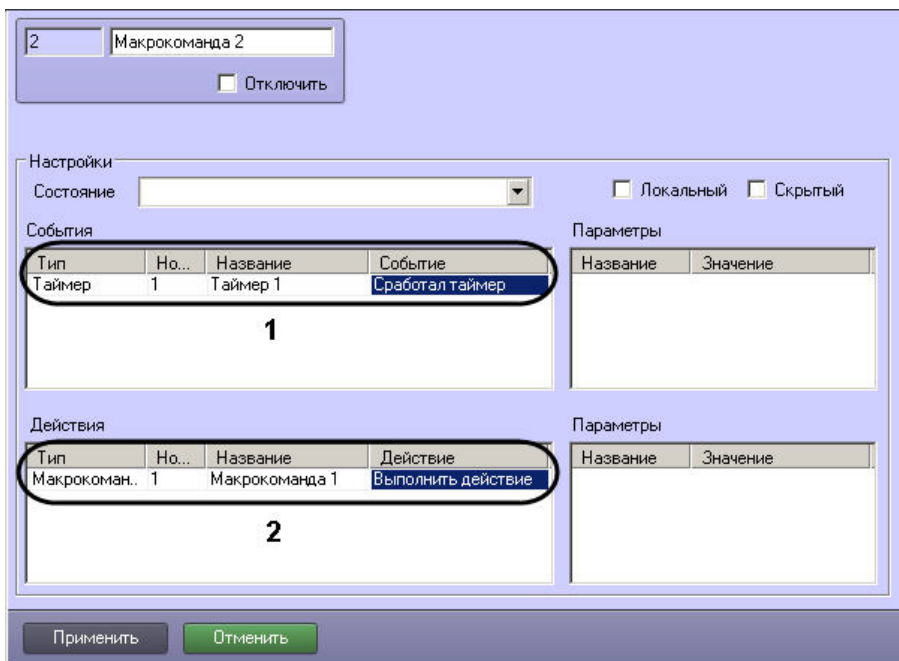 2 Макрокоманда 2
Отключить
Настройки
Состояние Локальный Скрытый
События Параметры
Тип Но... Название Событие Название Значение
Таймер 1 Таймер 1 Сработал таймер
1
Действия Параметры
Тип Но... Название Действие Название Значение
Макрокоман.. 1 Макрокоманда 1 Выполнить действие
2
Применить Отменить